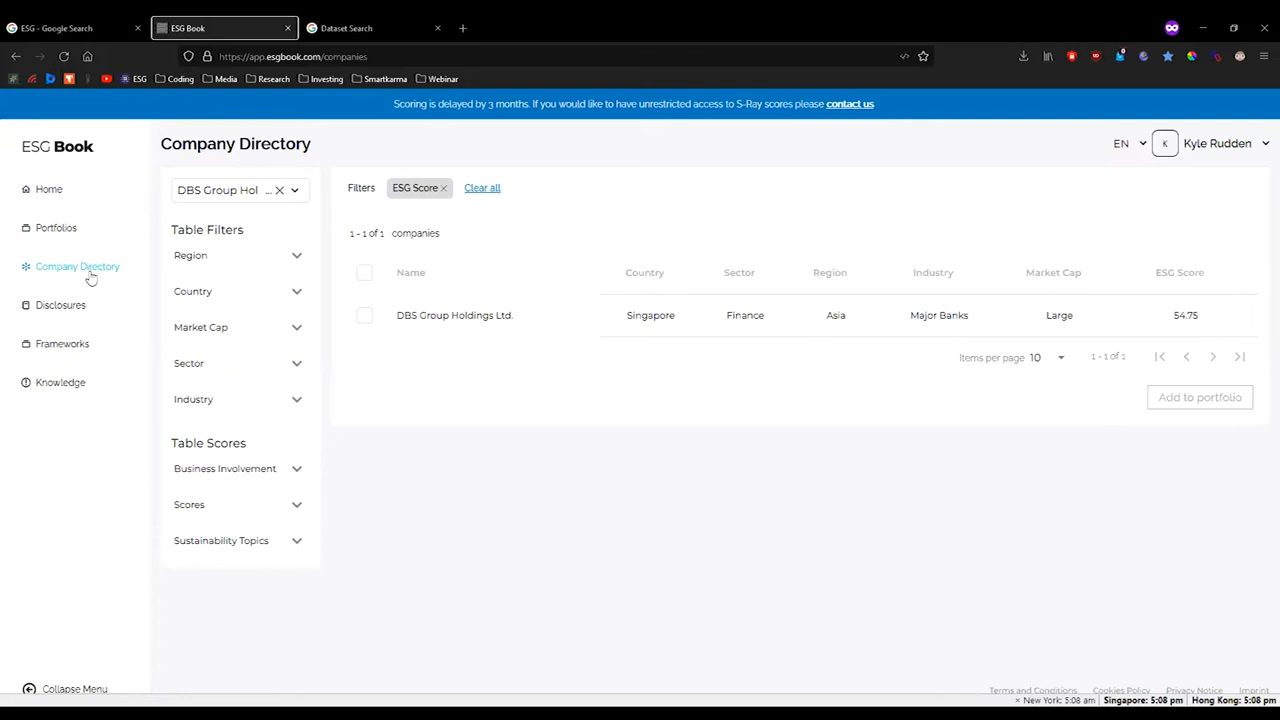 ESG - Google Search
ESG Book
Dataset Search
https://app.esgbook.com/companies
ESG
Coding
Media
Research
Investing
Smartkarma
Webinar
Scoring is delayed by 3 months. If you would like to have unrestricted access to S-Ray scores please contact us.
ESG Book
Company Directory
EN
K
Kyle Rudden
Home
Portfolios
Company Directory
Disclosures
Frameworks
Knowledge
Collapse Menu
DBS Group Hol ...
Table Filters
Region
Country
Market Cap
Sector
Industry
Table Scores
Business Involvement
Scores
Sustainability Topics
Filters
ESG Score
Clear all
1 - 1 of 1 companies
Name Country Sector Region Industry Market Cap ESG Score
DBS Group Holdings Ltd. Singapore Finance Asia Major Banks Large 54.75
Items per page 10 1 - 1 of 1
Add to portfolio
Terms and Conditions Cookies Policy Privacy Notice Imprint
New York: 5:08 am Singapore: 5:08 pm Hong Kong: 5:08 pm